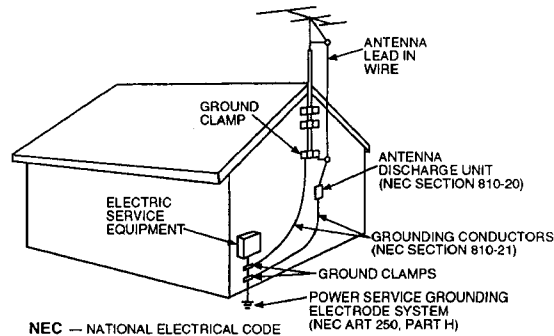 ANTENNA
LEAD IN
WIRE
GROUND
CLAMP
ANTENNA
DISCHARGE UNIT
(NEC SECTION 810-20)
ELECTRIC
SERVICE
EQUIPMENT
GROUNDING CONDUCTORS
(NEC SECTION 810-21)
GROUND CLAMPS
POWER SERVICE GROUNDING
ELECTRODE SYSTEM
(NEC ART 250, PART H)
NEC — NATIONAL ELECTRICAL CODE